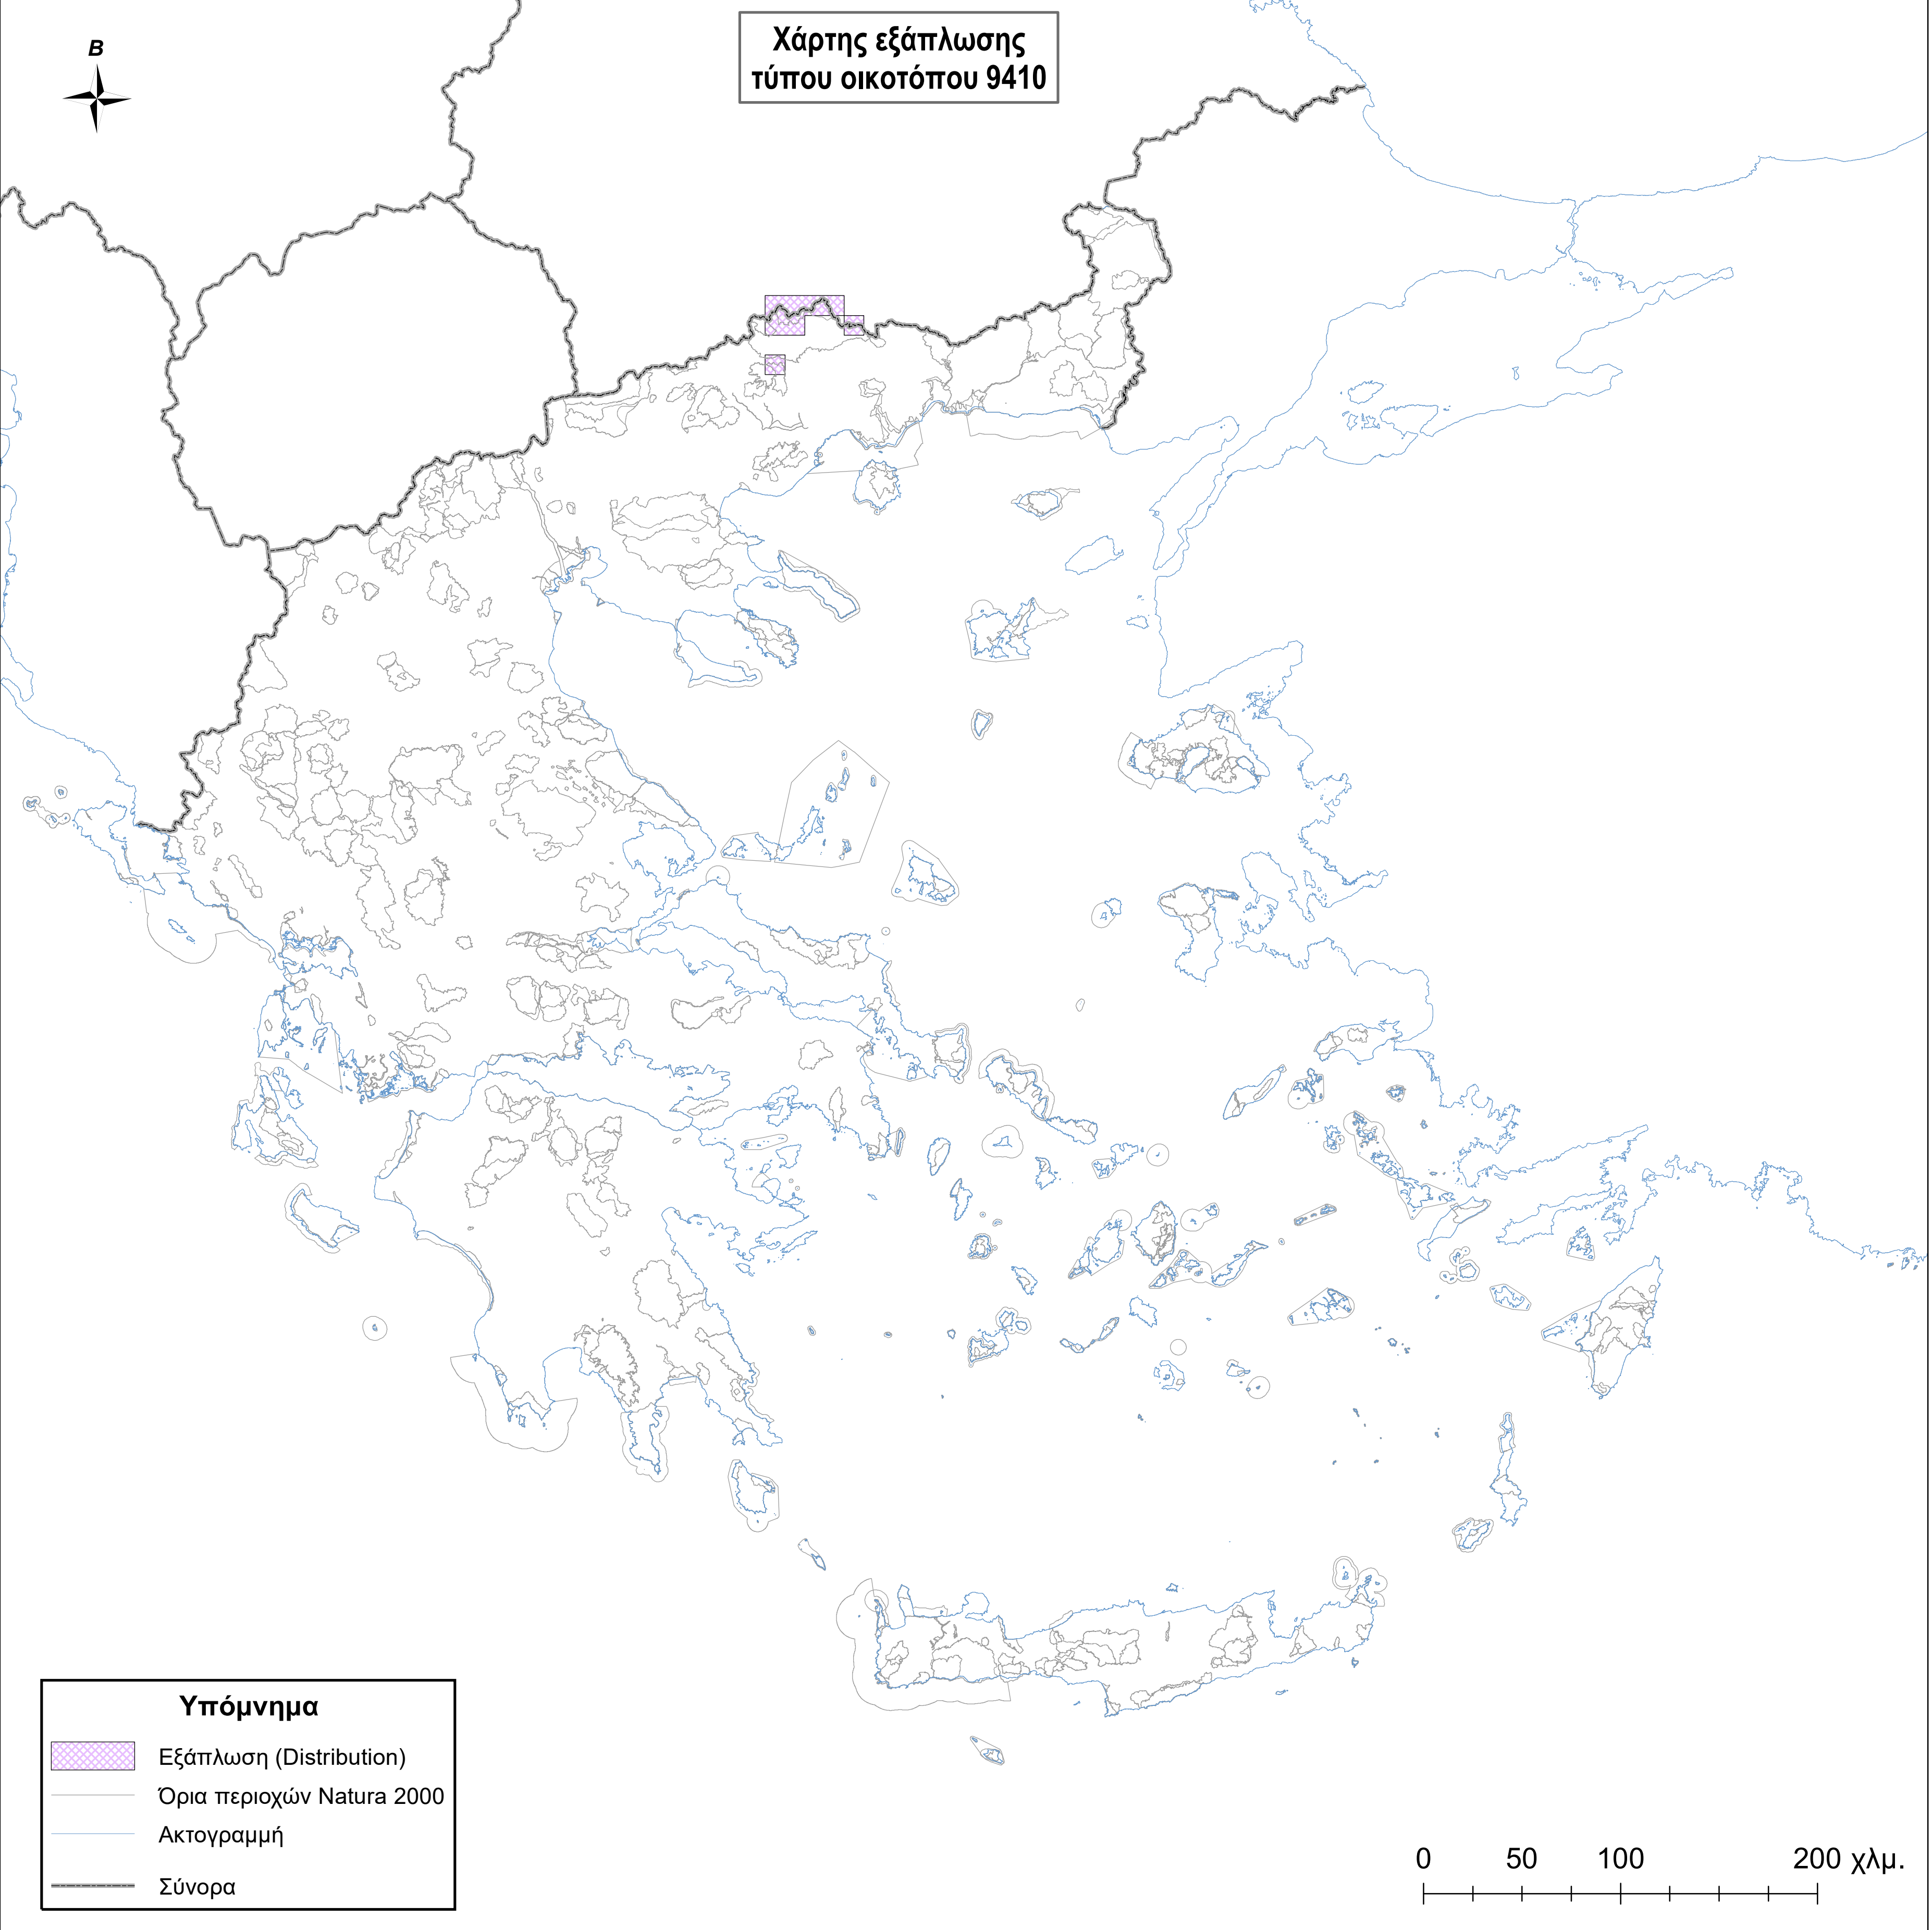 Β
Χάρτης εξάπλωσης
τύπου οικοτόπου 9410
Υπόμνημα
Εξάπλωση (Distribution)
Όρια περιοχών Natura 2000
Ακτογραμμή
Σύνορα
0 50 100 200 χλμ.